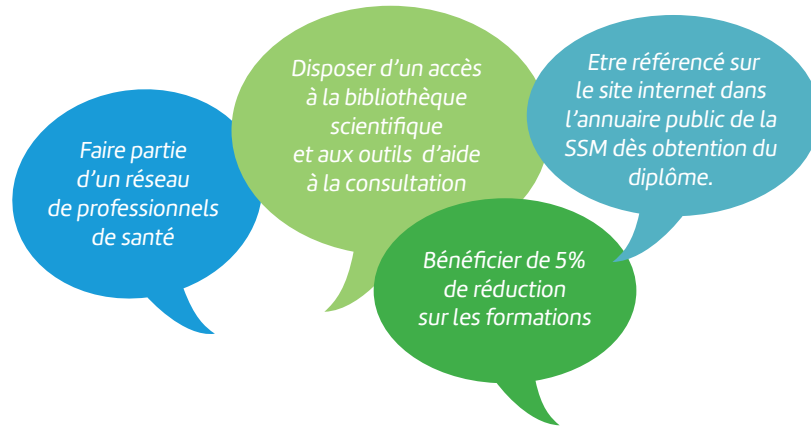 Faire partie
d'un réseau
de professionnels
de santé
Disposer d'un accès
à la bibliothèque
scientifique
et aux outils d'aide
à la consultation
Etre référencé sur
le site internet dans
l'annuaire public de la
SSM dès obtention du
diplôme.
Bénéficier de 5%
de réduction
sur les formations